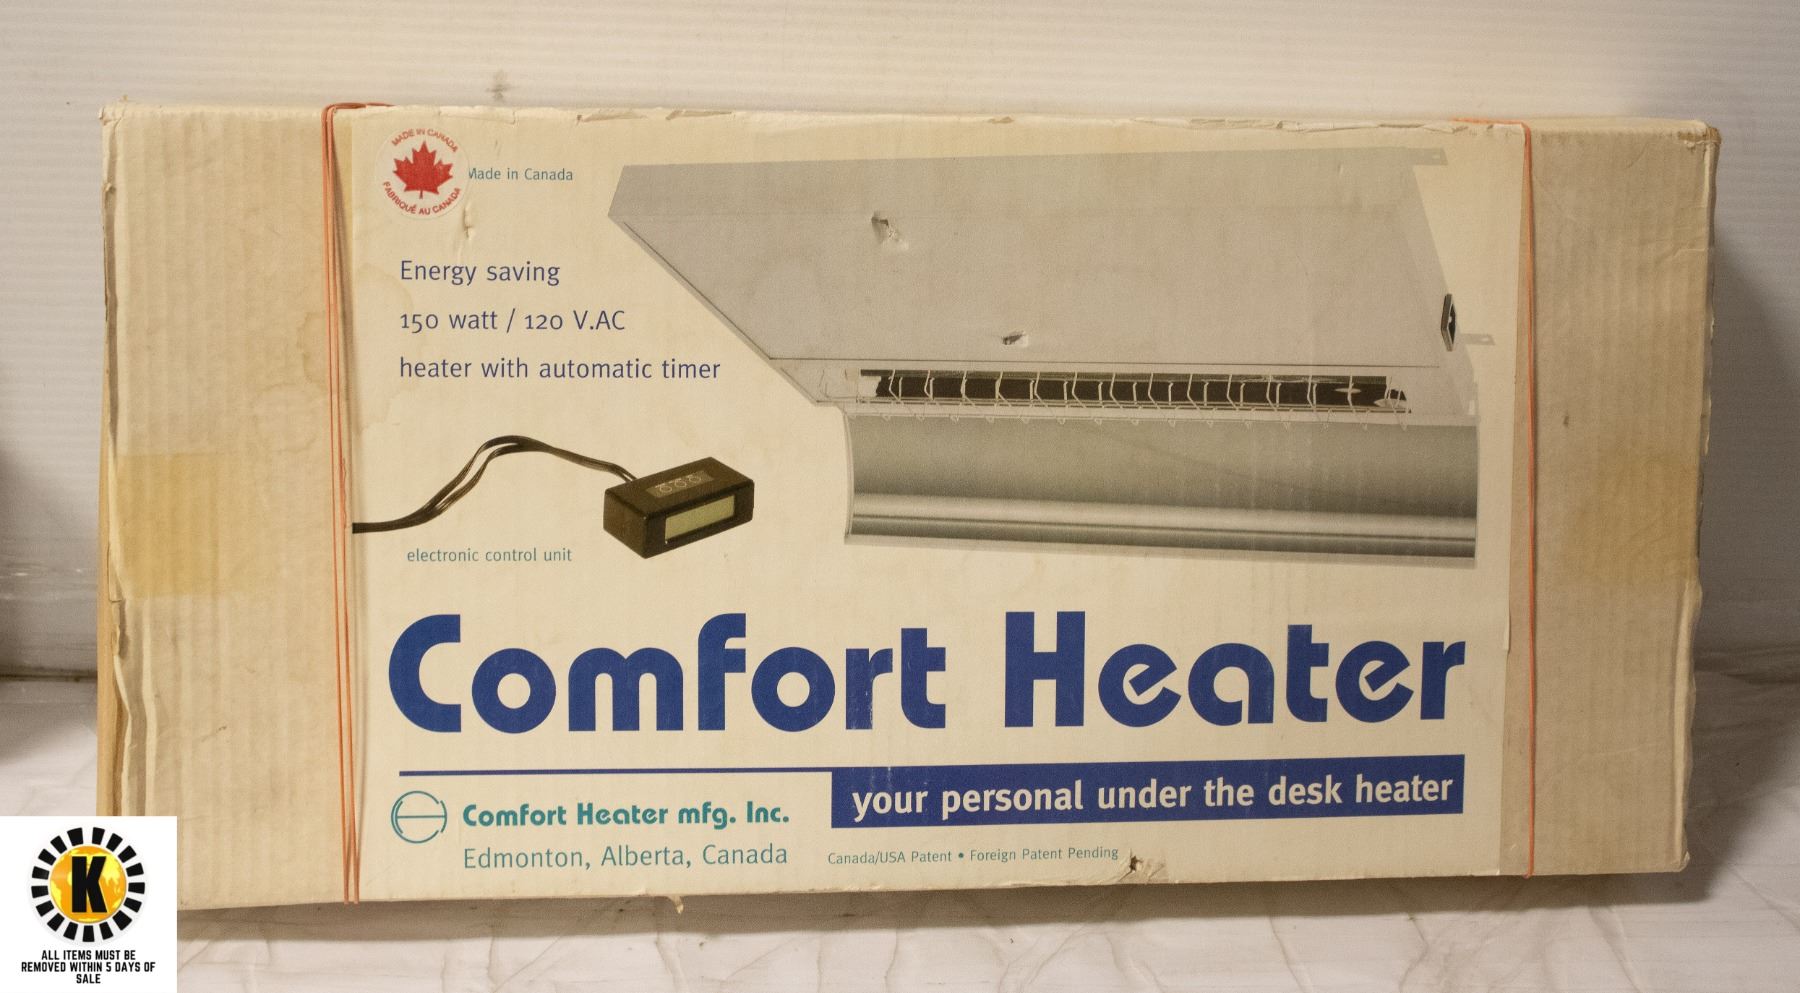 MADE IN CANADA
FABRIQUÉ AU CANADA
Made in Canada
Energy saving
150 watt / 120 V.AC
heater with automatic timer
electronic control unit
Comfort Heater
your personal under the desk heater
Comfort Heater mfg. Inc.
Edmonton, Alberta, Canada
Canada/USA Patent • Foreign Patent Pending
K
ALL ITEMS MUST BE
REMOVED WITHIN 5 DAYS OF
SALE